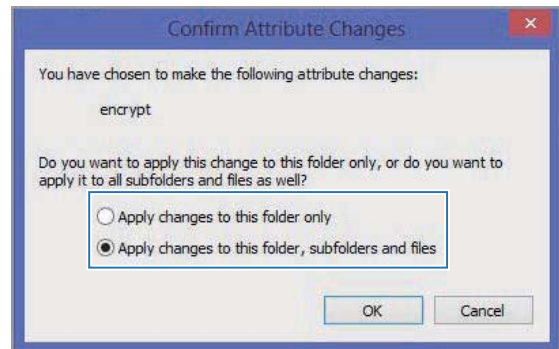 Confirm Attribute Changes
You have chosen to make the following attribute changes:
encrypt
Do you want to apply this change to this folder only, or do you want to
apply it to all subfolders and files as well?
Apply changes to this folder only
Apply changes to this folder, subfolders and files
OK Cancel